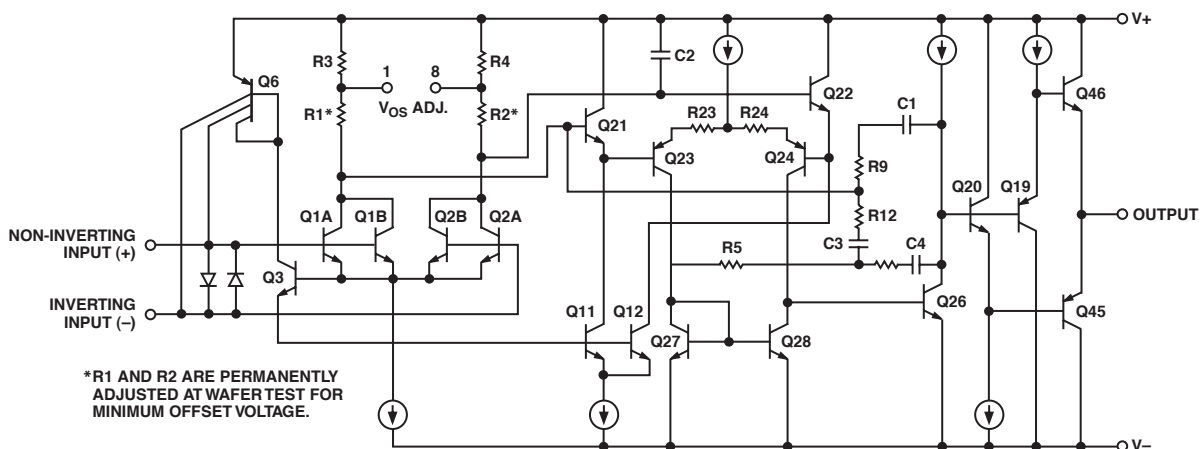 V+
Q6
R3
1
8
R4
C2
Q46
V_OS ADJ.
R1*
R2*
Q21
R23
R24
Q22
C1
Q23
Q24
R9
Q20
Q19
Q1A
Q1B
Q2B
Q2A
R12
OUTPUT
NON-INVERTING
INPUT (+)
Q3
R5
C3
C4
INVERTING
INPUT (–)
Q11
Q12
Q27
Q28
Q26
Q45
*R1 AND R2 ARE PERMANENTLY
ADJUSTED AT WAFER TEST FOR
MINIMUM OFFSET VOLTAGE.
V–